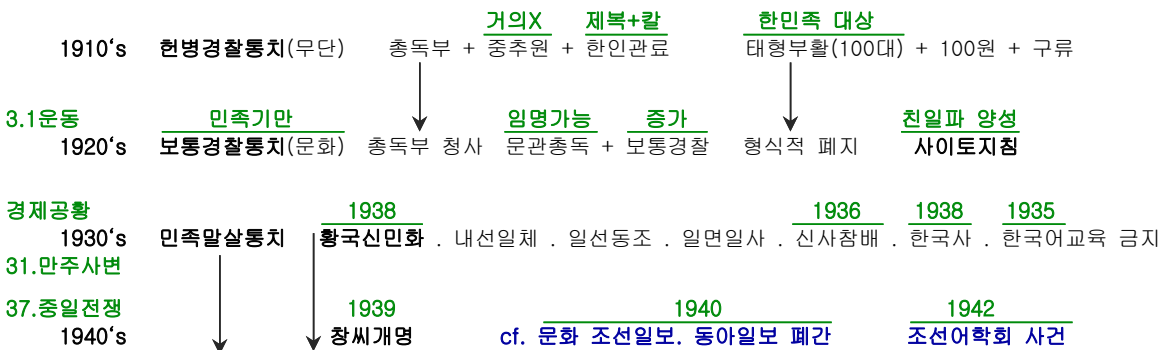 거의X 제복+칼 한민족 대상
1910‘s 헌병경찰통치(무단) 총독부 + 중추원 + 한인관료 태형부활(100대) + 100원 + 구류
3.1운동 민족기만 임명가능 증가 친일파 양성
1920‘s 보통경찰통치(문화) 총독부 청사 문관총독 + 보통경찰 형식적 폐지 사이토지침
경제공황 1938 1936 1938 1935
1930‘s 민족말살통치 황국신민화 . 내선일체 . 일선동조 . 일면일사 . 신사참배 . 한국사 . 한국어교육 금지
31.만주사변
37.중일전쟁 1939 1940 1942
1940‘s 창씨개명 cf. 문화 조선일보. 동아일보 폐간 조선어학회 사건